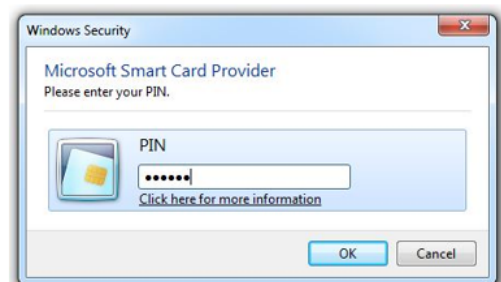 Windows Security
Microsoft Smart Card Provider
Please enter your PIN.
PIN
••••••
Click here for more information
OK
Cancel